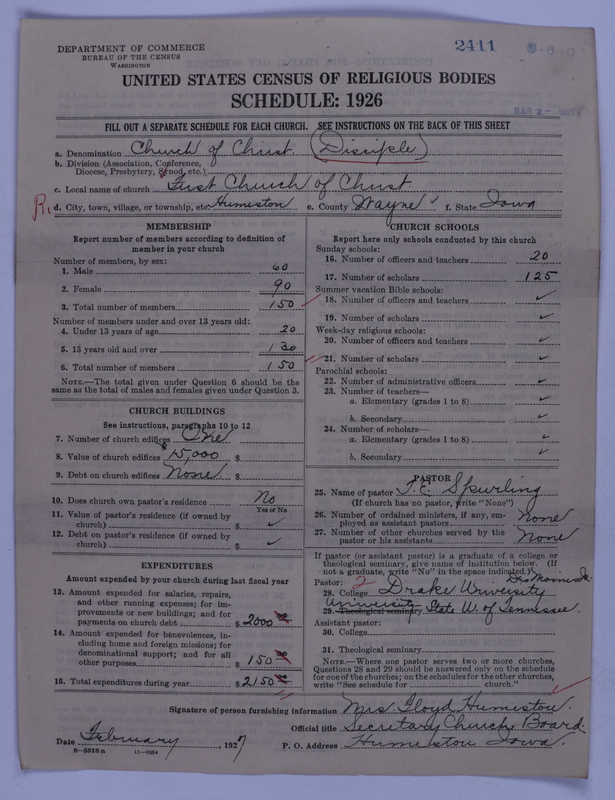 DEPARTMENT OF COMMERCE
BUREAU OF THE CENSUS
WASHINGTON
2411
UNITED STATES CENSUS OF RELIGIOUS BODIES
SCHEDULE: 1926
FILL OUT A SEPARATE SCHEDULE FOR EACH CHURCH. SEE INSTRUCTIONS ON THE BACK OF THIS SHEET
a. Denomination Church of Christ (Disciple)
b. Division (Association, Conference, Diocese, Presbytery, Synod, etc.)
c. Local name of church First Church of Christ
d. City, town, village, or township, etc. Humeston e. County Wayne f. State Iowa
MEMBERSHIP
Report number of members according to definition of member in your church
Number of members, by sex:
1. Male 60
2. Female 90
3. Total number of members 150
Number of members under and over 13 years old:
4. Under 13 years of age 20
5. 13 years old and over 130
6. Total number of members 150
NOTE.—The total given under Question 6 should be the same as the total of males and females given under Question 3.
CHURCH BUILDINGS
See instructions, paragraphs 10 to 12
7. Number of church edifices One
8. Value of church edifices $ 15,000
9. Debt on church edifices $ None
10. Does church own pastor's residence No
Yes or No
11. Value of pastor's residence (if owned by church) $ ✓
12. Debt on pastor's residence (if owned by church) $ ✓
EXPENDITURES
Amount expended by your church during last fiscal year
13. Amount expended for salaries, repairs, and other running expenses; for improvements or new buildings; and for payments on church debt $ 2000 00
14. Amount expended for benevolences, including home and foreign missions; for denominational support; and for all other purposes $ 150 00
15. Total expenditures during year $ 2150 00
CHURCH SCHOOLS
Report here only schools conducted by this church
Sunday schools:
16. Number of officers and teachers 20
17. Number of scholars 125
Summer vacation Bible schools:
18. Number of officers and teachers ✓
19. Number of scholars ✓
Week-day religious schools:
20. Number of officers and teachers ✓
21. Number of scholars ✓
Parochial schools:
22. Number of administrative officers ✓
23. Number of teachers—
a. Elementary (grades 1 to 8) ✓
b. Secondary ✓
24. Number of scholars—
a. Elementary (grades 1 to 8) ✓
b. Secondary ✓
PASTOR
25. Name of pastor T. E. Spurling
(If church has no pastor, write "None")
26. Number of ordained ministers, if any, employed as assistant pastors None
27. Number of other churches served by the pastor or his assistants None
If pastor (or assistant pastor) is a graduate of a college or theological seminary, give name of institution below. (If not a graduate, write "No" in the space indicated.)
Pastor: 2 Des Moines Ia.
28. College Drake University
University
29. Theological seminary State U. of Tennessee.
Assistant pastor:
30. College
31. Theological seminary
NOTE.—Where one pastor serves two or more churches, Questions 28 and 29 should be answered only on the schedule for one of the churches; on the schedules for the other churches, write "See schedule for church."
Signature of person furnishing information Mrs. Floyd Humeston.
Official title Secretary Church Board.
Date February, 1927 P. O. Address Humeston Iowa.